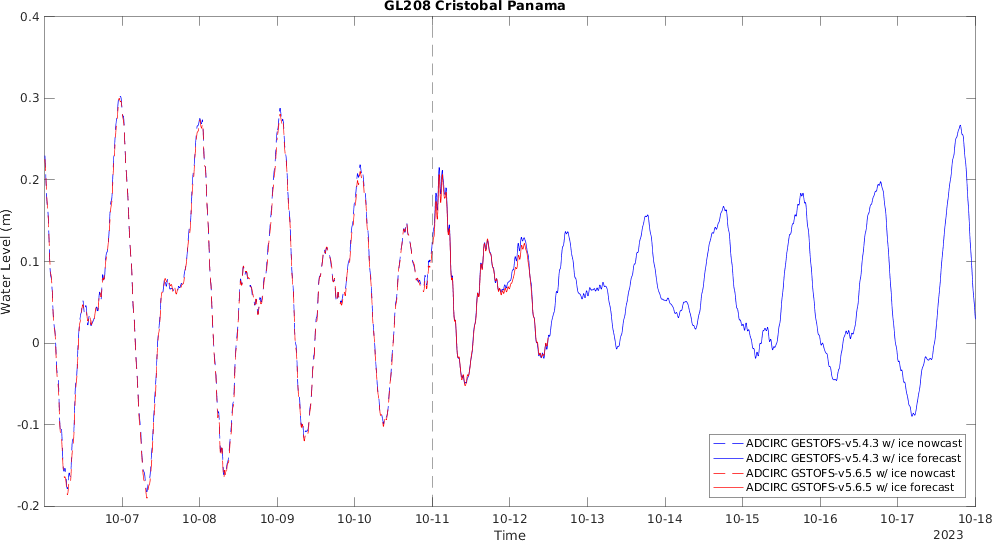 GL208 Cristobal Panama
0.4
0.3
0.2
0.1
0
-0.1
-0.2
Water Level (m)
ADCIRC GESTOFS-v5.4.3 w/ ice nowcast
ADCIRC GESTOFS-v5.4.3 w/ ice forecast
ADCIRC GSTOFS-v5.6.5 w/ ice nowcast
ADCIRC GSTOFS-v5.6.5 w/ ice forecast
10-07 10-08 10-09 10-10 10-11 10-12 10-13 10-14 10-15 10-16 10-17 10-18
Time
2023